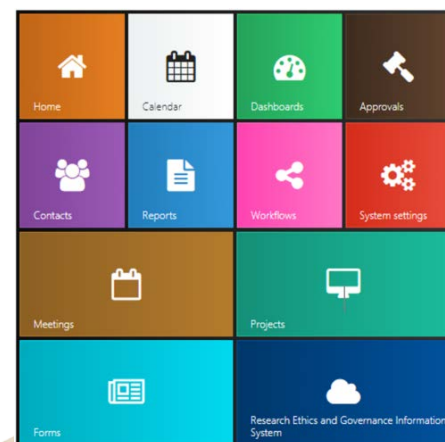 Home
Calendar
Dashboards
Approvals
Contacts
Reports
Workflows
System settings
Meetings
Projects
Forms
Research Ethics and Governance Information
System